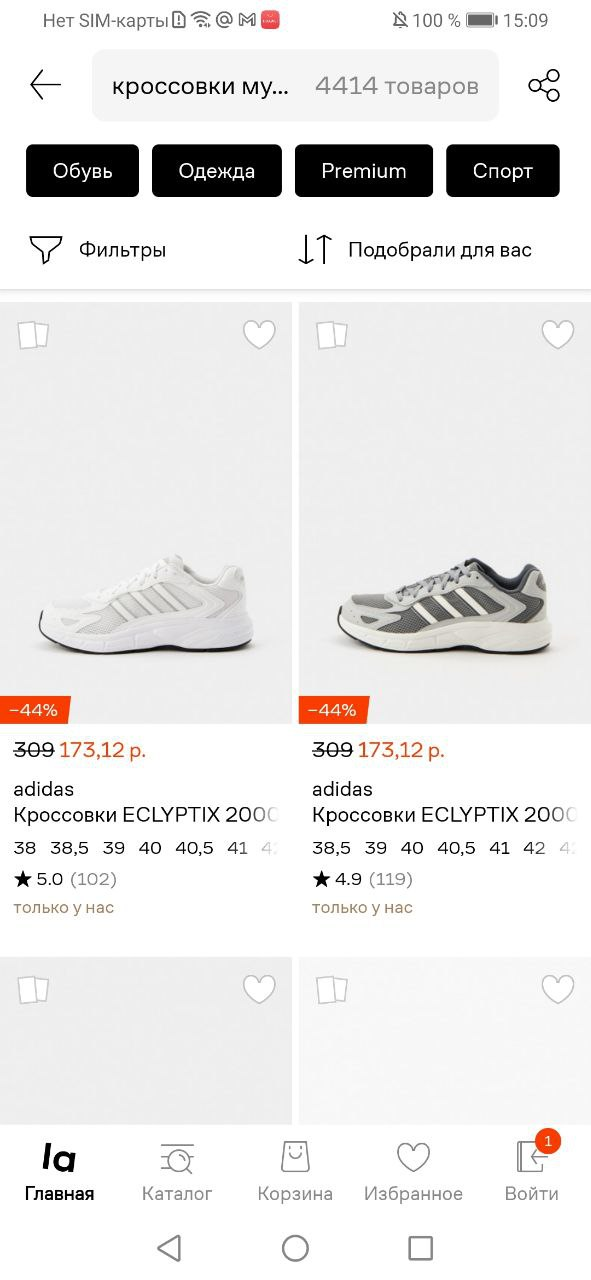 Нет SIM-карты 100 % 15:09
кроссовки му... 4414 товаров
Обувь Одежда Premium Спорт
Фильтры Подобрали для вас
−44% −44%
309 173,12 р. 309 173,12 р.
adidas adidas
Кроссовки ECLYPTIX 2000 Кроссовки ECLYPTIX 2000
38 38,5 39 40 40,5 41 38,5 39 40 40,5 41 42
5.0 (102) 4.9 (119)
только у нас только у нас
la 1
Главная Каталог Корзина Избранное Войти